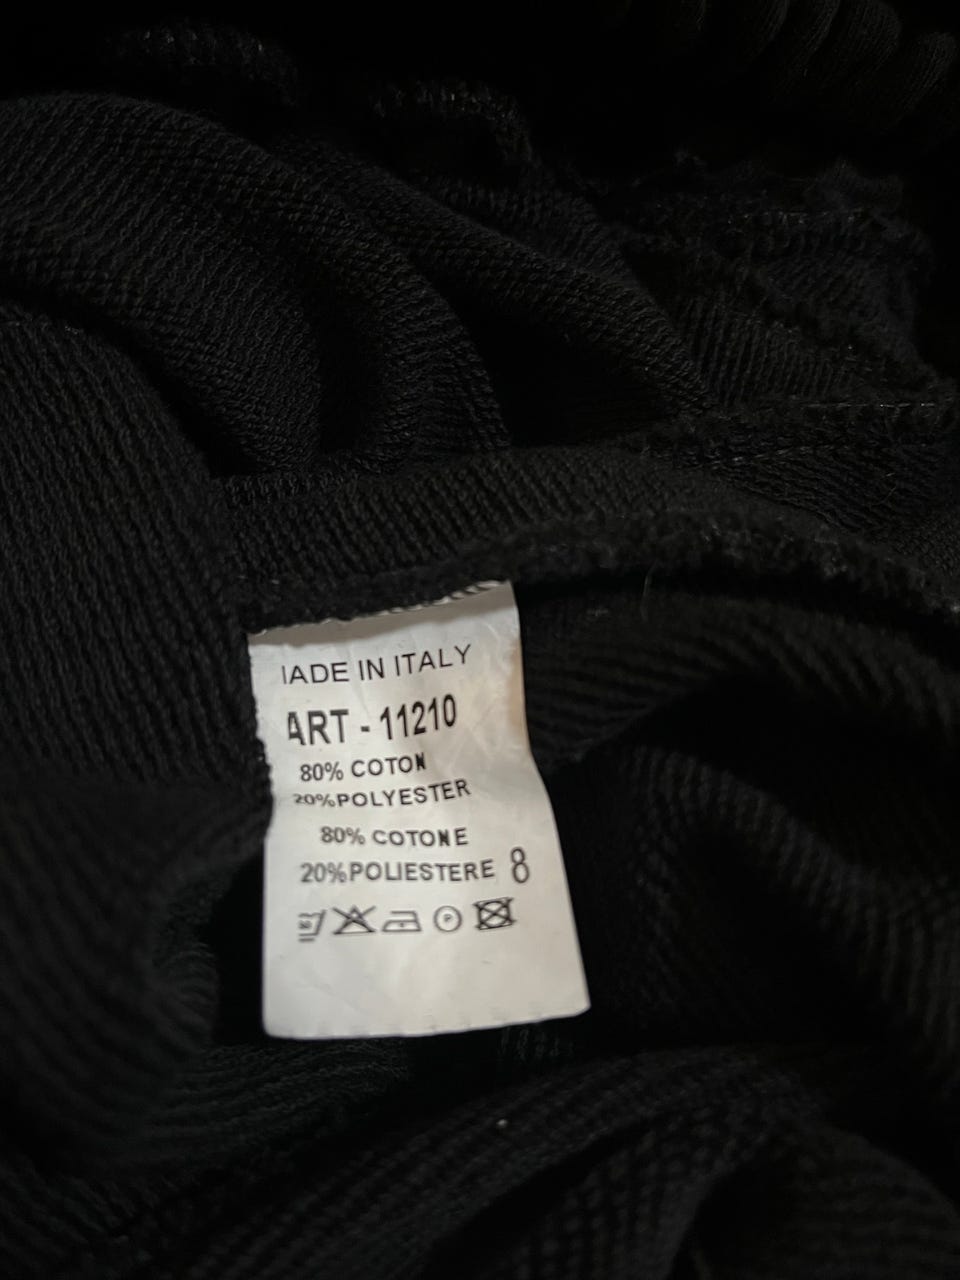 IADE IN ITALY
ART - 11210
80% COTON
20%POLYESTER
80% COTONE
20%POLIESTERE 8
P